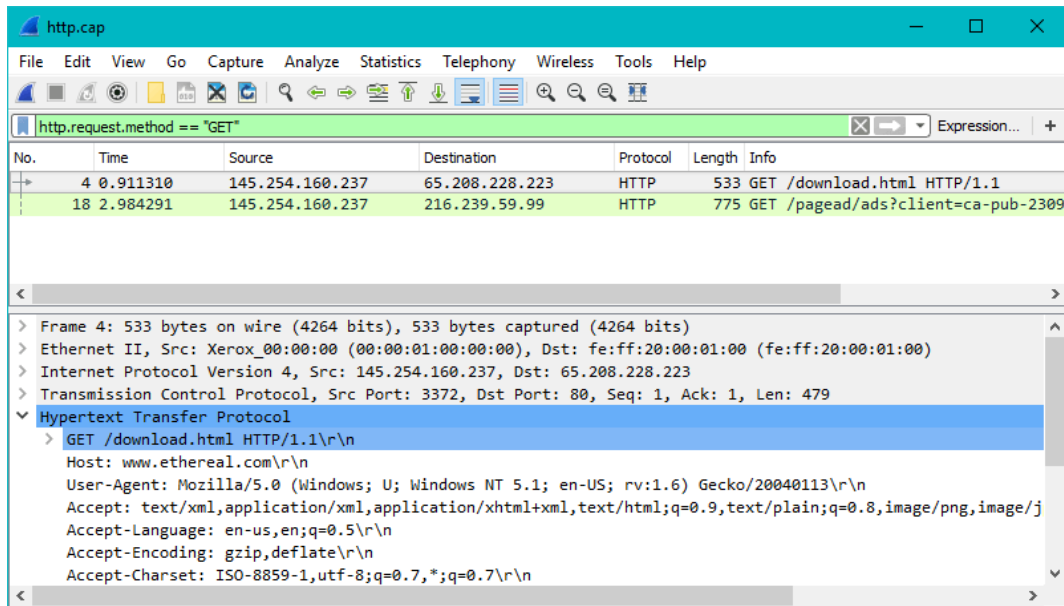 http.cap
File Edit View Go Capture Analyze Statistics Telephony Wireless Tools Help
http.request.method == "GET" Expression... +
No. Time Source Destination Protocol Length Info
4 0.911310 145.254.160.237 65.208.228.223 HTTP 533 GET /download.html HTTP/1.1
18 2.984291 145.254.160.237 216.239.59.99 HTTP 775 GET /pagead/ads?client=ca-pub-2309
Frame 4: 533 bytes on wire (4264 bits), 533 bytes captured (4264 bits)
Ethernet II, Src: Xerox_00:00:00 (00:00:01:00:00:00), Dst: fe:ff:20:00:01:00 (fe:ff:20:00:01:00)
Internet Protocol Version 4, Src: 145.254.160.237, Dst: 65.208.228.223
Transmission Control Protocol, Src Port: 3372, Dst Port: 80, Seq: 1, Ack: 1, Len: 479
Hypertext Transfer Protocol
GET /download.html HTTP/1.1\r\n
Host: www.ethereal.com\r\n
User-Agent: Mozilla/5.0 (Windows; U; Windows NT 5.1; en-US; rv:1.6) Gecko/20040113\r\n
Accept: text/xml,application/xml,application/xhtml+xml,text/html;q=0.9,text/plain;q=0.8,image/png,image/j
Accept-Language: en-us,en;q=0.5\r\n
Accept-Encoding: gzip,deflate\r\n
Accept-Charset: ISO-8859-1,utf-8;q=0.7,*;q=0.7\r\n